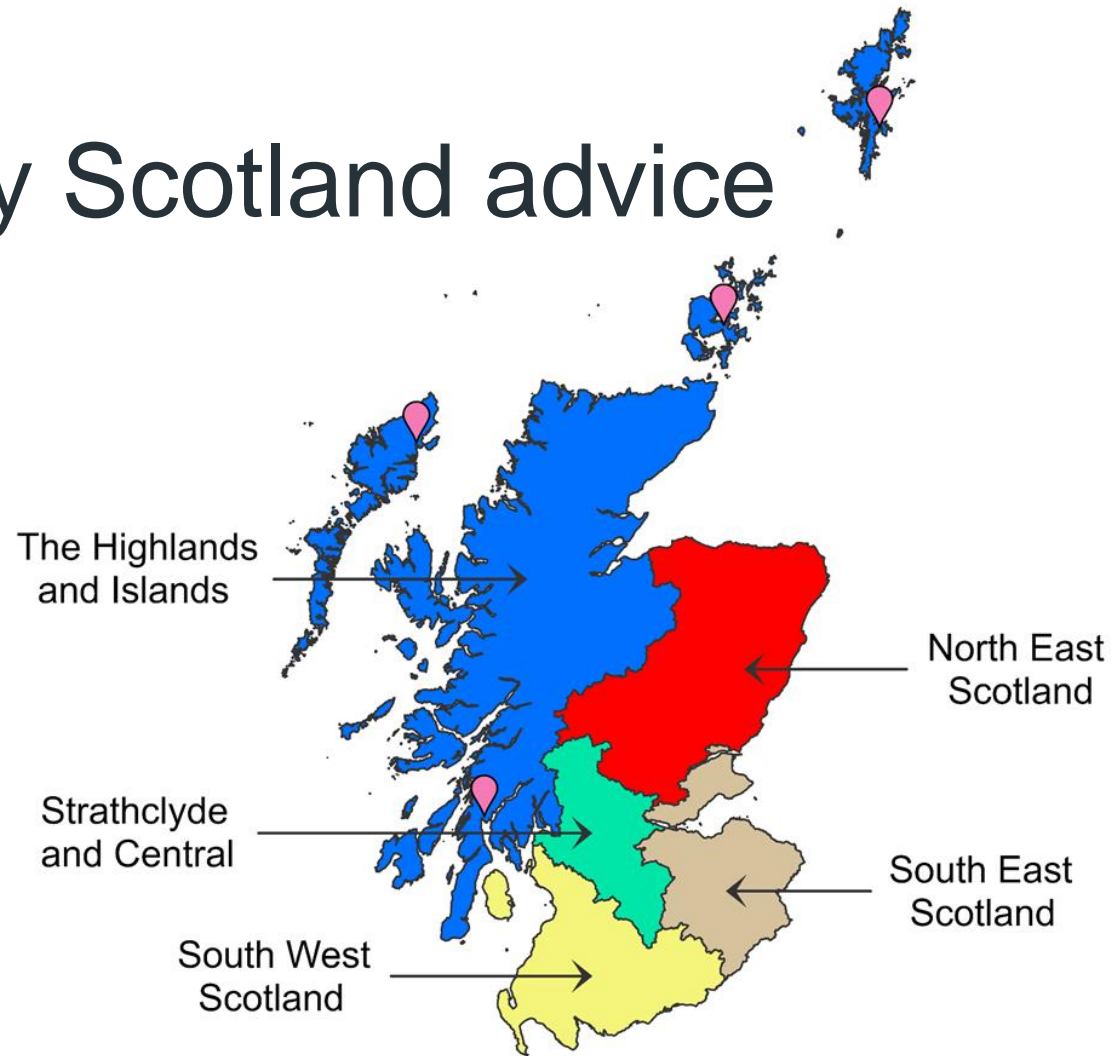 y Scotland advice
The Highlands
and Islands
North East
Scotland
Strathclyde
and Central
South East
Scotland
South West
Scotland